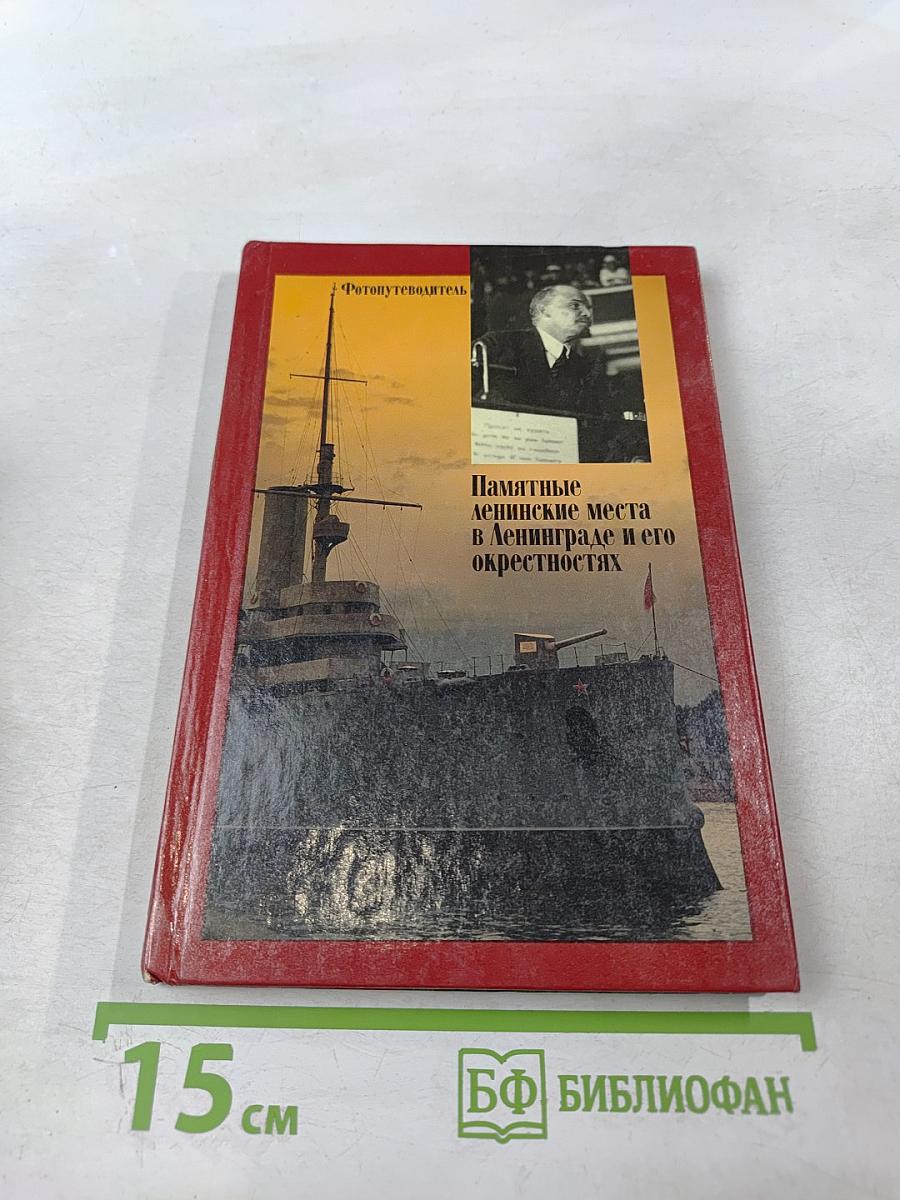 Фотопутеводитель
Памятные
ленинские места
в Ленинграде и его
окрестностях
15 см
БФ БИБЛИОФАН